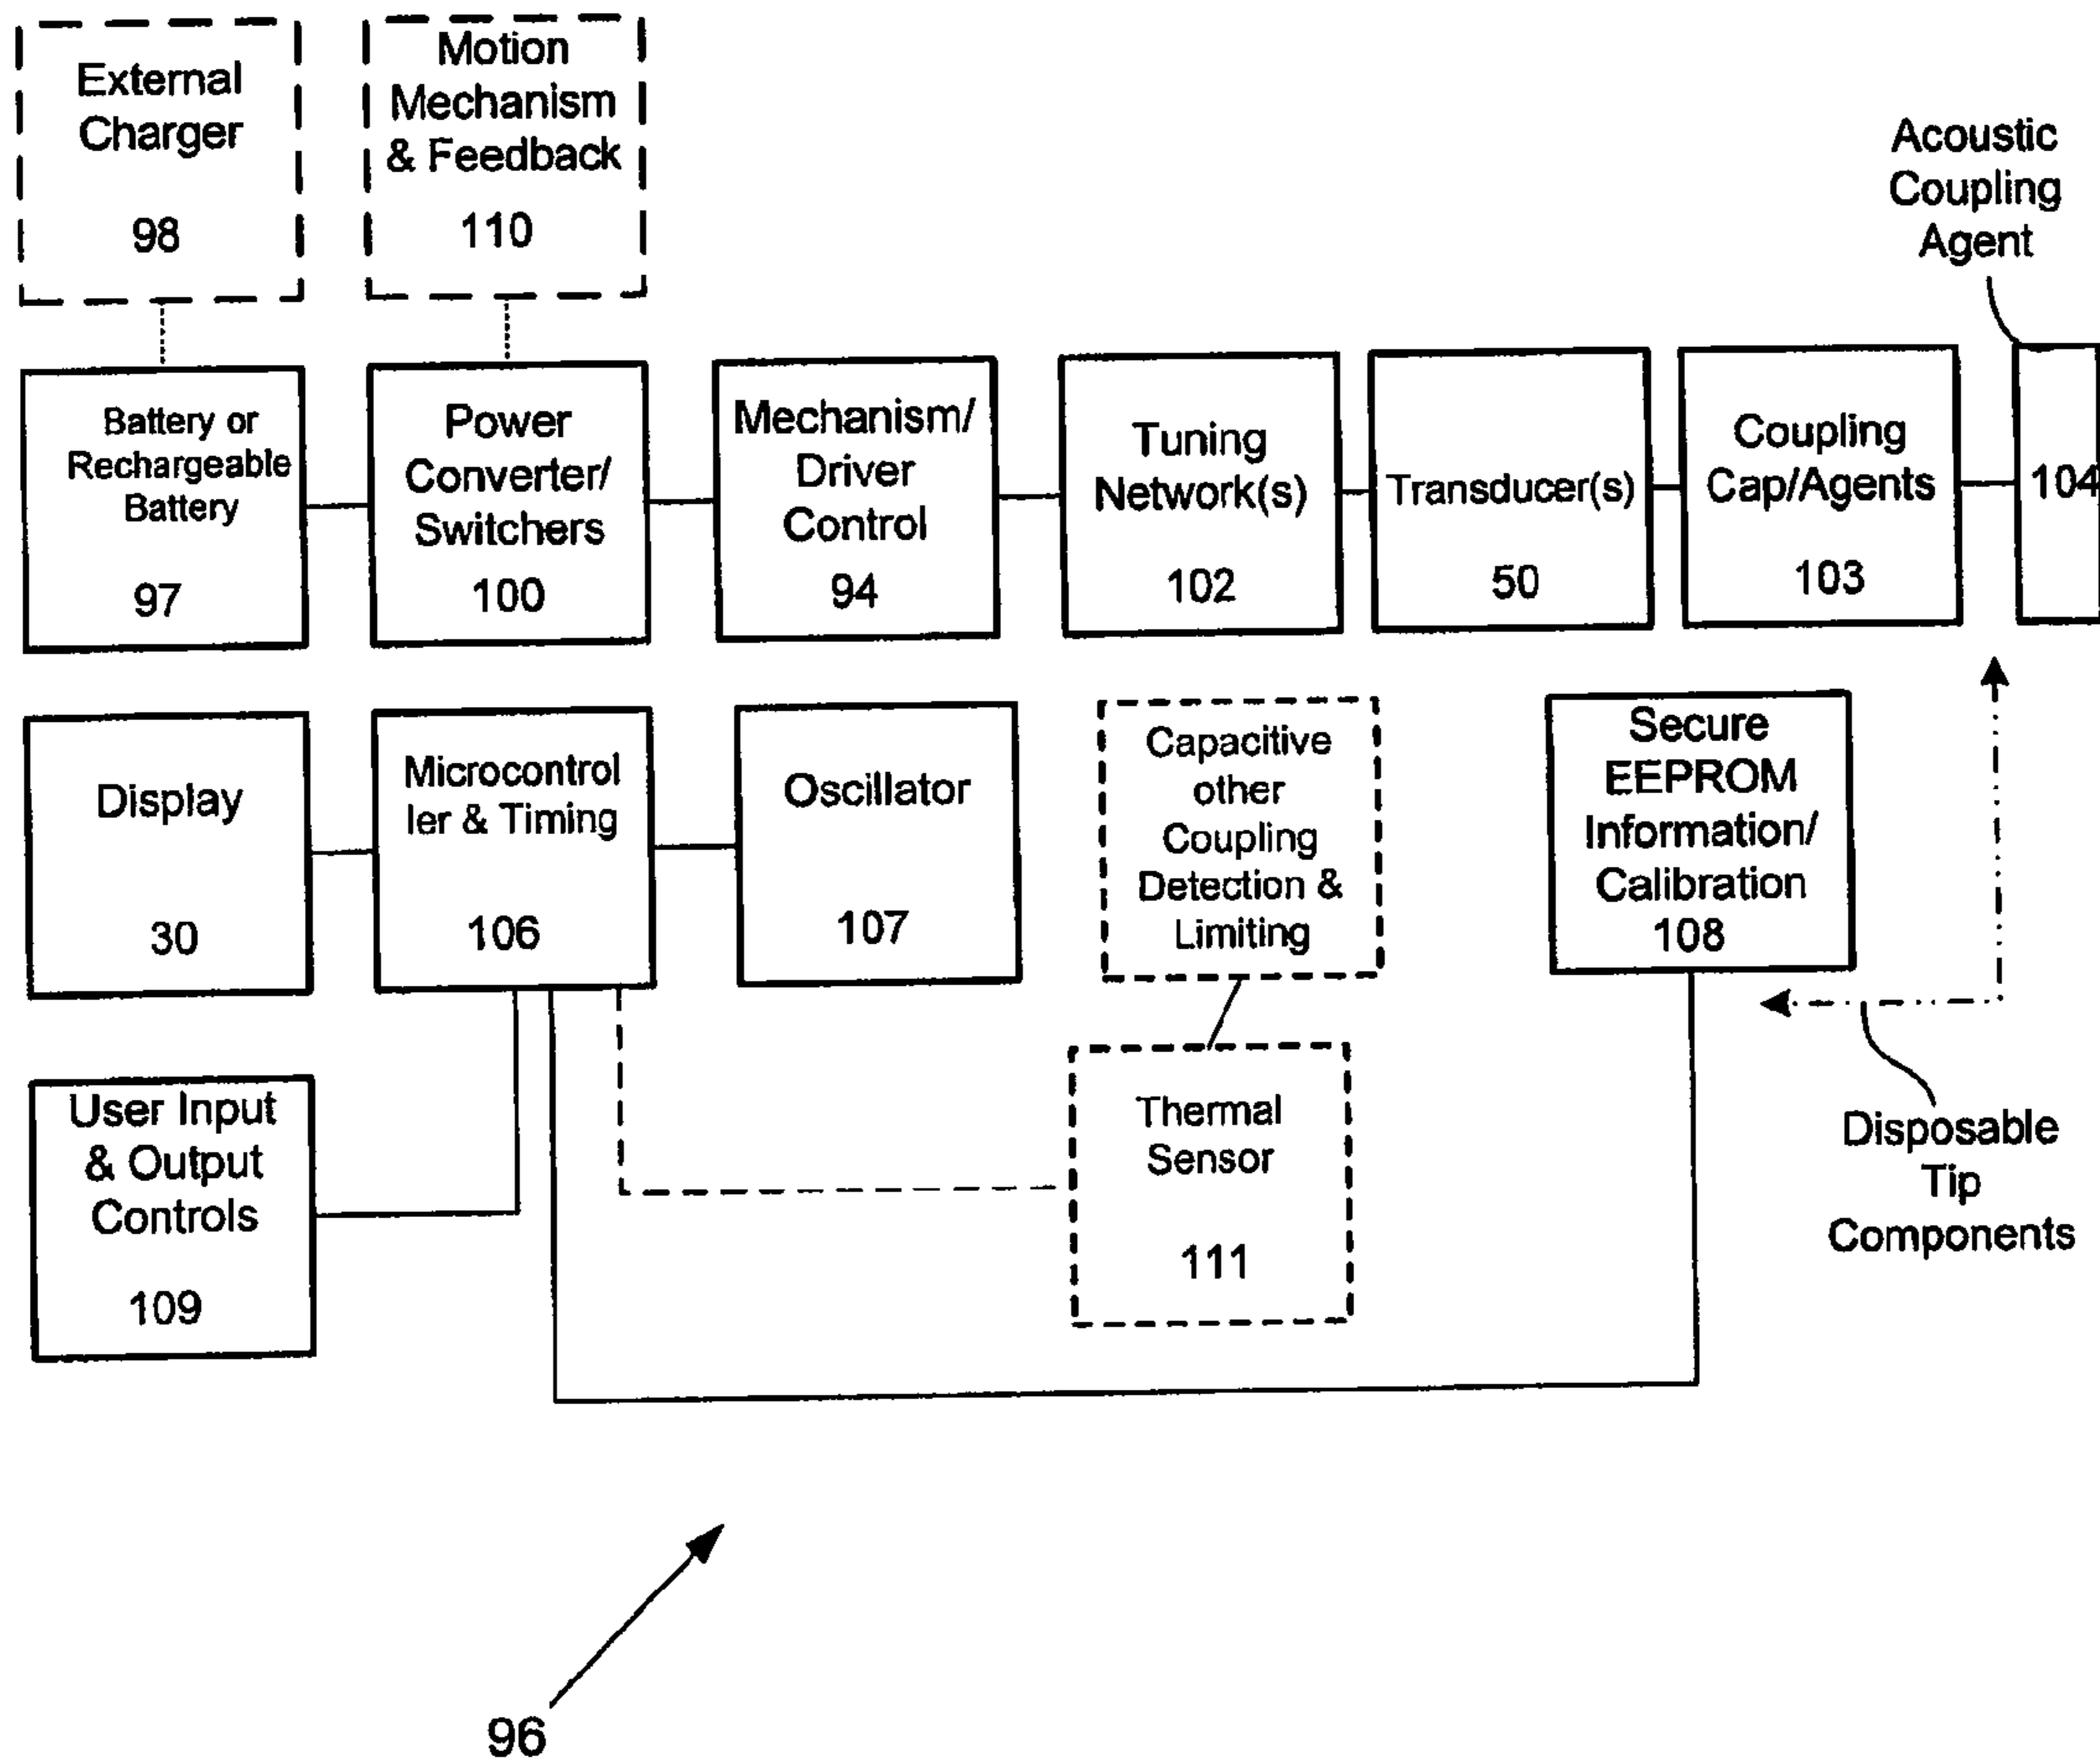 External
Charger
98
Motion
Mechanism
& Feedback
110
Acoustic
Coupling
Agent
Battery or
Rechargeable
Battery
97
Power
Converter/
Switchers
100
Mechanism/
Driver
Control
94
Tuning
Network(s)
102
Transducer(s)
50
Coupling
Cap/Agents
103
104
Display
30
Microcontrol
ler & Timing
106
Oscillator
107
Capacitive
other
Coupling
Detection &
Limiting
Secure
EEPROM
Information/
Calibration
108
User Input
& Output
Controls
109
Thermal
Sensor
111
Disposable
Tip
Components
96